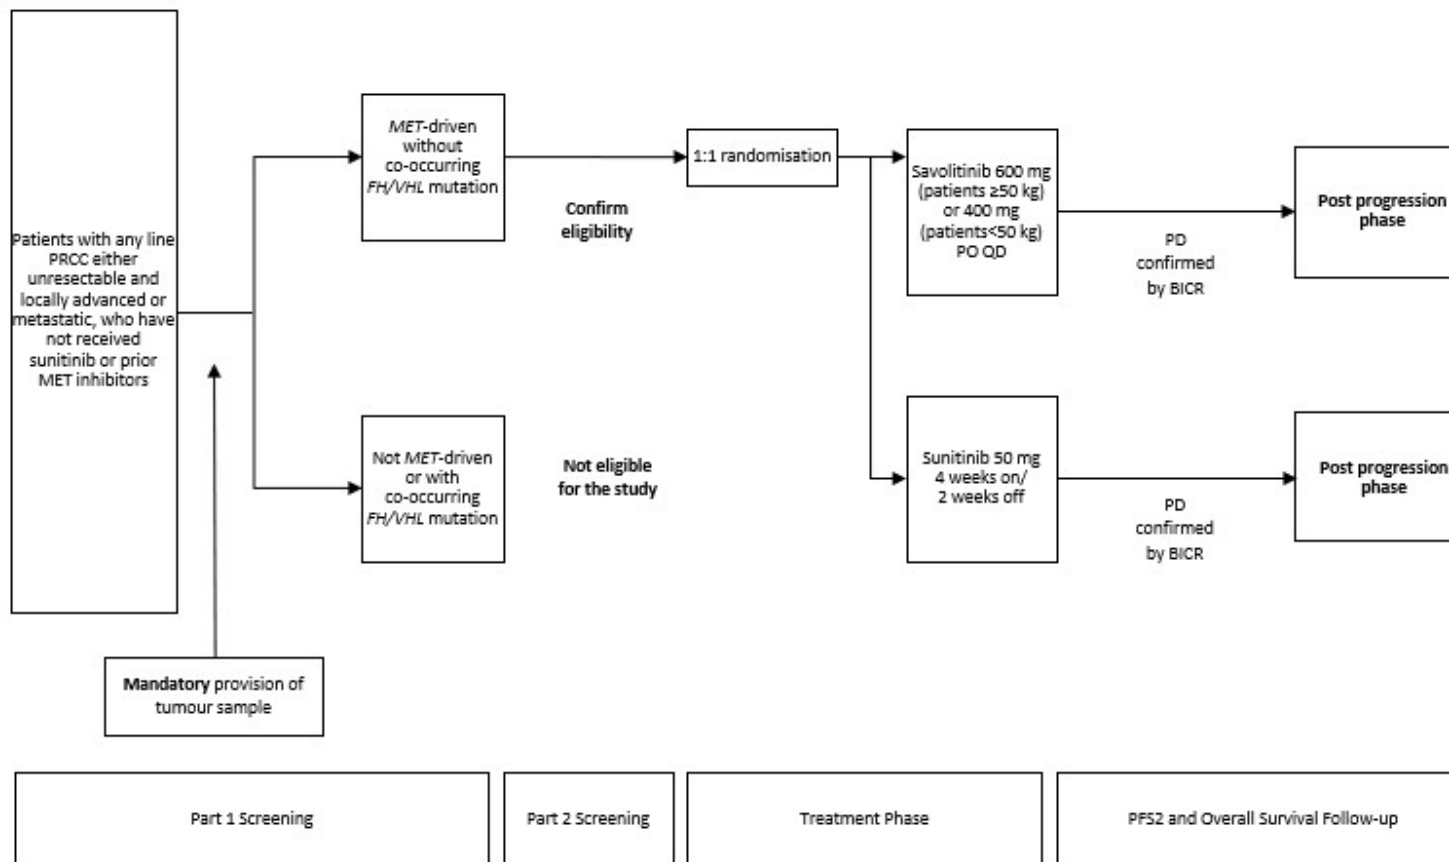 Patients with any line
PRCC either
unresectable and
locally advanced or
metastatic, who have
not received
sunitinib or prior
MET inhibitors
Mandatory provision of
tumour sample
MET-driven
without
co-occurring
FH/VHL mutation
Not MET-driven
or with
co-occurring
FH/VHL mutation
Confirm
eligibility
Not eligible
for the study
1:1 randomisation
Savolitinib 600 mg
(patients ≥50 kg)
or 400 mg
(patients<50 kg)
PO QD
PD
confirmed
by BICR
Post progression
phase
Sunitinib 50 mg
4 weeks on/
2 weeks off
PD
confirmed
by BICR
Post progression
phase
Part 1 Screening
Part 2 Screening
Treatment Phase
PFS2 and Overall Survival Follow-up